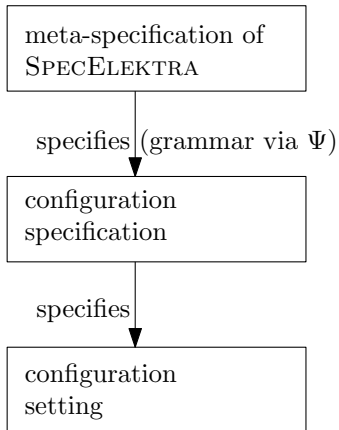 meta-specification of
SPECELEKTRA
specifies (grammar via Ψ)
configuration
specification
specifies
configuration
setting